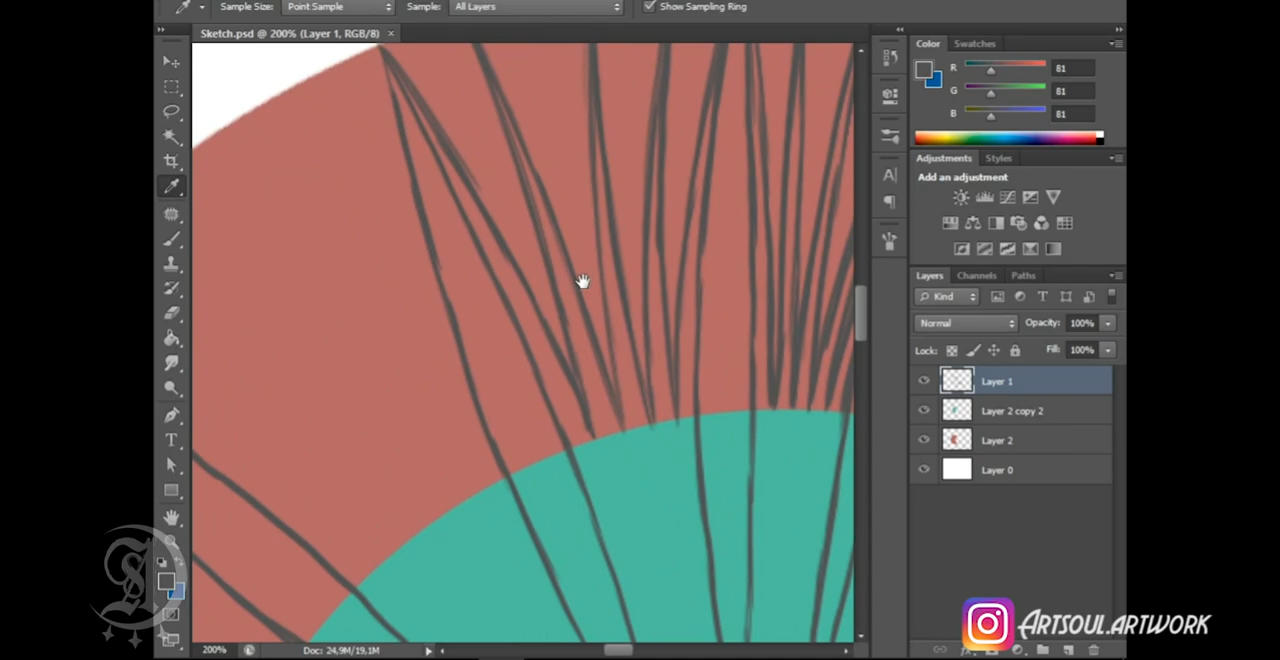 Sample Size: Point Sample Sample: All Layers Show Sampling Ring
Sketch.psd @ 200% (Layer 1, RGB/8) ×
Color Swatches
R 81
G 81
B 81
Adjustments Styles
Add an adjustment
Layers Channels Paths
Kind
Normal Opacity: 100%
Lock: Fill: 100%
Layer 1
Layer 2 copy 2
Layer 2
Layer 0
200% Doc: 24,9M/19,1M
Artsoul.artwork